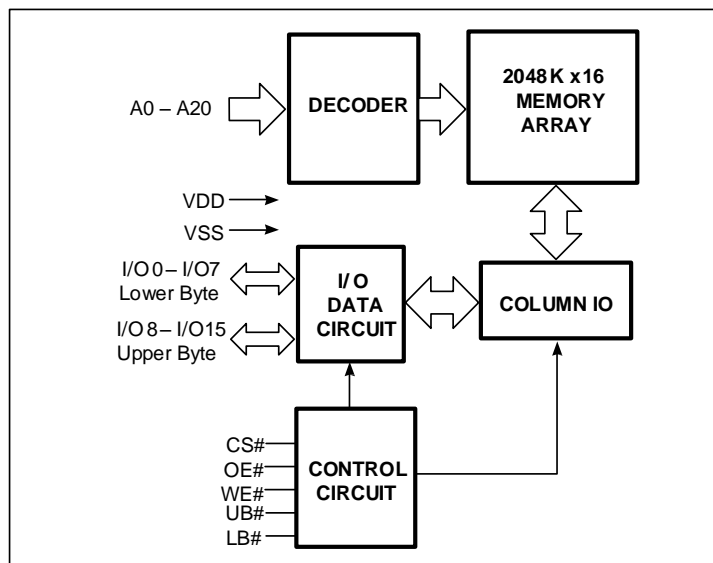 A0 – A20
DECODER
2048K x16
MEMORY
ARRAY
VDD
VSS
I/O0– I/O7
Lower Byte
I/O8– I/O15
Upper Byte
I/O
DATA
CIRCUIT
COLUMN IO
CS#
OE#
WE#
UB#
LB#
CONTROL
CIRCUIT